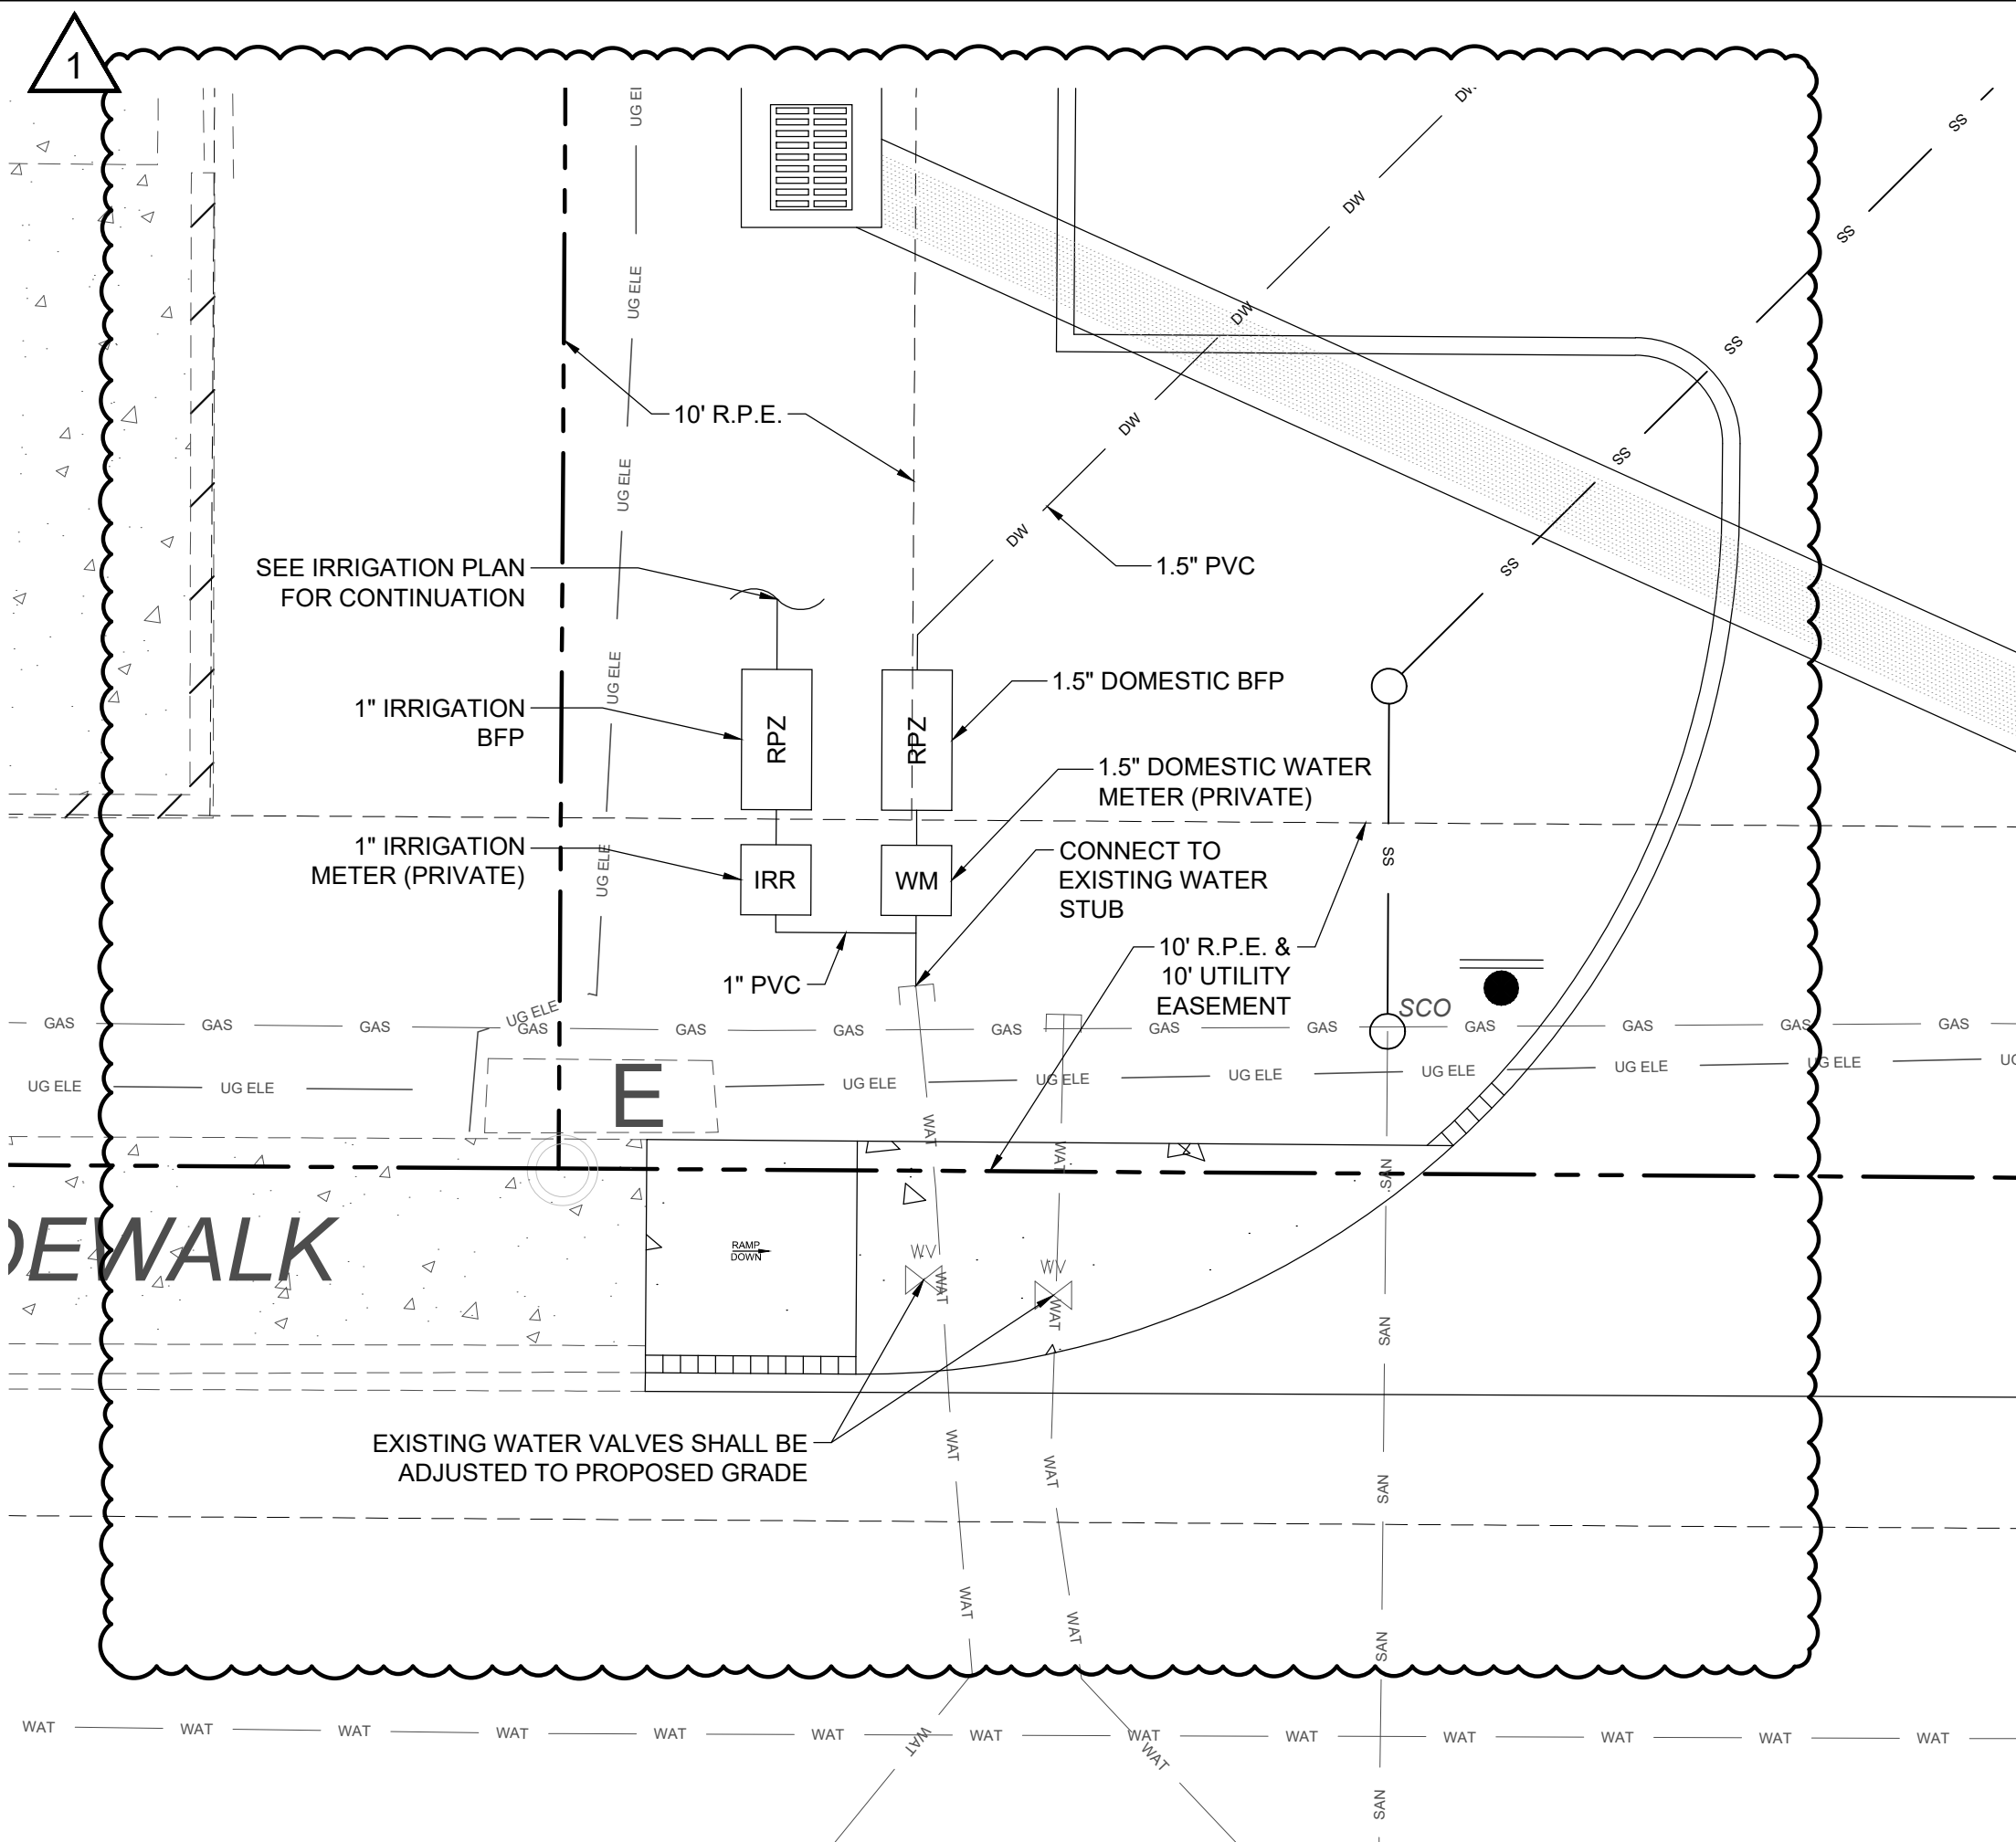 1
UG El
DW
SS
DW
SS
UG ELE
DW
SS
10' R.P.E.
DW
SS
UG ELE
DW
1.5" PVC
SS
SEE IRRIGATION PLAN
FOR CONTINUATION
UG ELE
1.5" DOMESTIC BFP
1" IRRIGATION
BFP
RPZ
RPZ
1.5" DOMESTIC WATER
METER (PRIVATE)
1" IRRIGATION
METER (PRIVATE)
UG ELE
IRR
WM
CONNECT TO
EXISTING WATER
STUB
SS
10' R.P.E. &
10' UTILITY
EASEMENT
1" PVC
SCO
UG ELE
GAS GAS GAS GAS GAS GAS GAS GAS GAS GAS GAS GAS GAS
UG ELE UG ELE E UG ELE UG ELE UG ELE UG ELE UG ELE UG ELE UG
WAT
WAT
SAN
DEWALK
RAMP
DOWN
WV
WV
WAT
WAT
SAN
EXISTING WATER VALVES SHALL BE
ADJUSTED TO PROPOSED GRADE
WAT
WAT
SAN
WAT
WAT
SAN
WAT WAT WAT WAT WAT WAT WAT WAT WAT WAT WAT WAT WAT
WAT
WAT
SAN